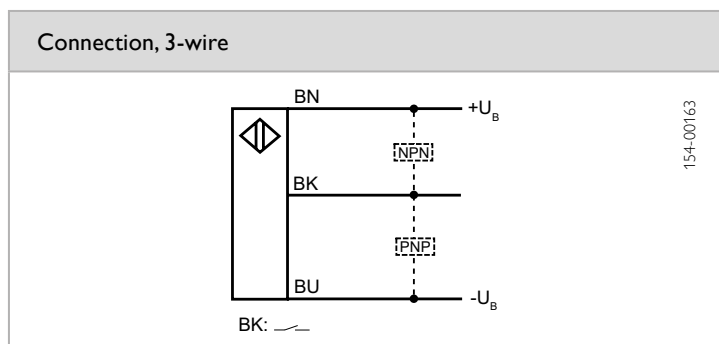 Connection, 3-wire
BN
+U_B
NPN
BK
PNP
BU
-U_B
BK:
154-00163